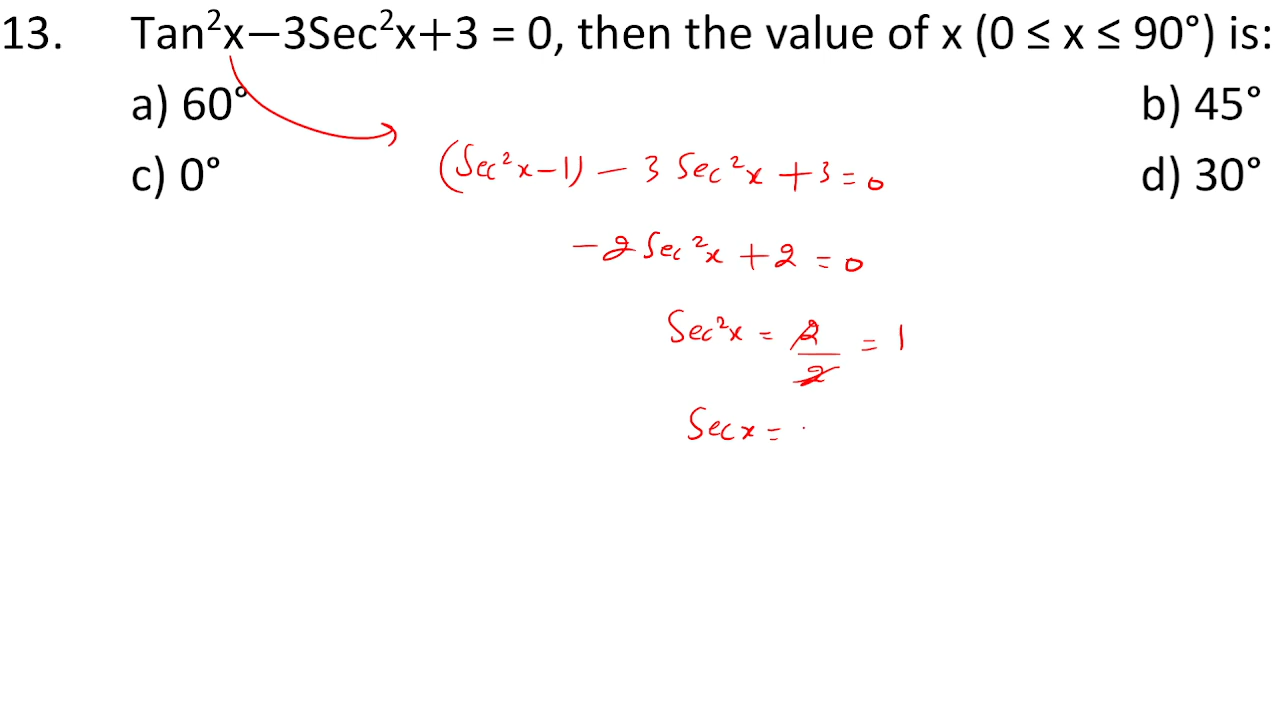 13. Tan²x−3Sec²x+3 = 0, then the value of x (0 ≤ x ≤ 90°) is:
a) 60° b) 45°
c) 0° d) 30°
(Sec²x-1) - 3 Sec²x + 3 = 0
-2 Sec²x + 2 = 0
Sec²x = 2/2 = 1
Sec x =